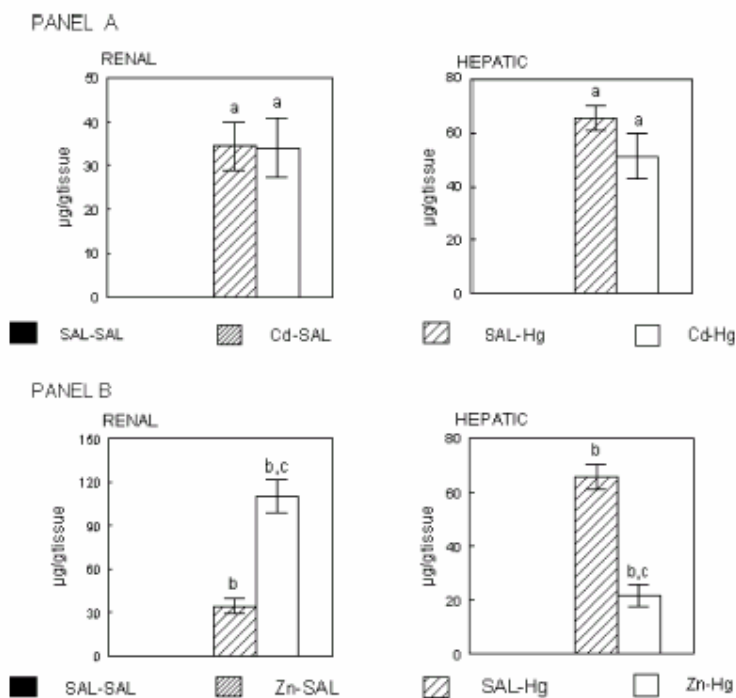 PANEL A
RENAL
µg/gtissue
50
40
30
20
10
0
a a
HEPATIC
µg/gtissue
80
60
40
20
0
a
a
SAL-SAL Cd-SAL SAL-Hg Cd-Hg
PANEL B
RENAL
µg/gtissue
150
120
90
60
30
0
b
b,c
HEPATIC
µg/gtissue
80
60
40
20
0
b
b,c
SAL-SAL Zn-SAL SAL-Hg Zn-Hg